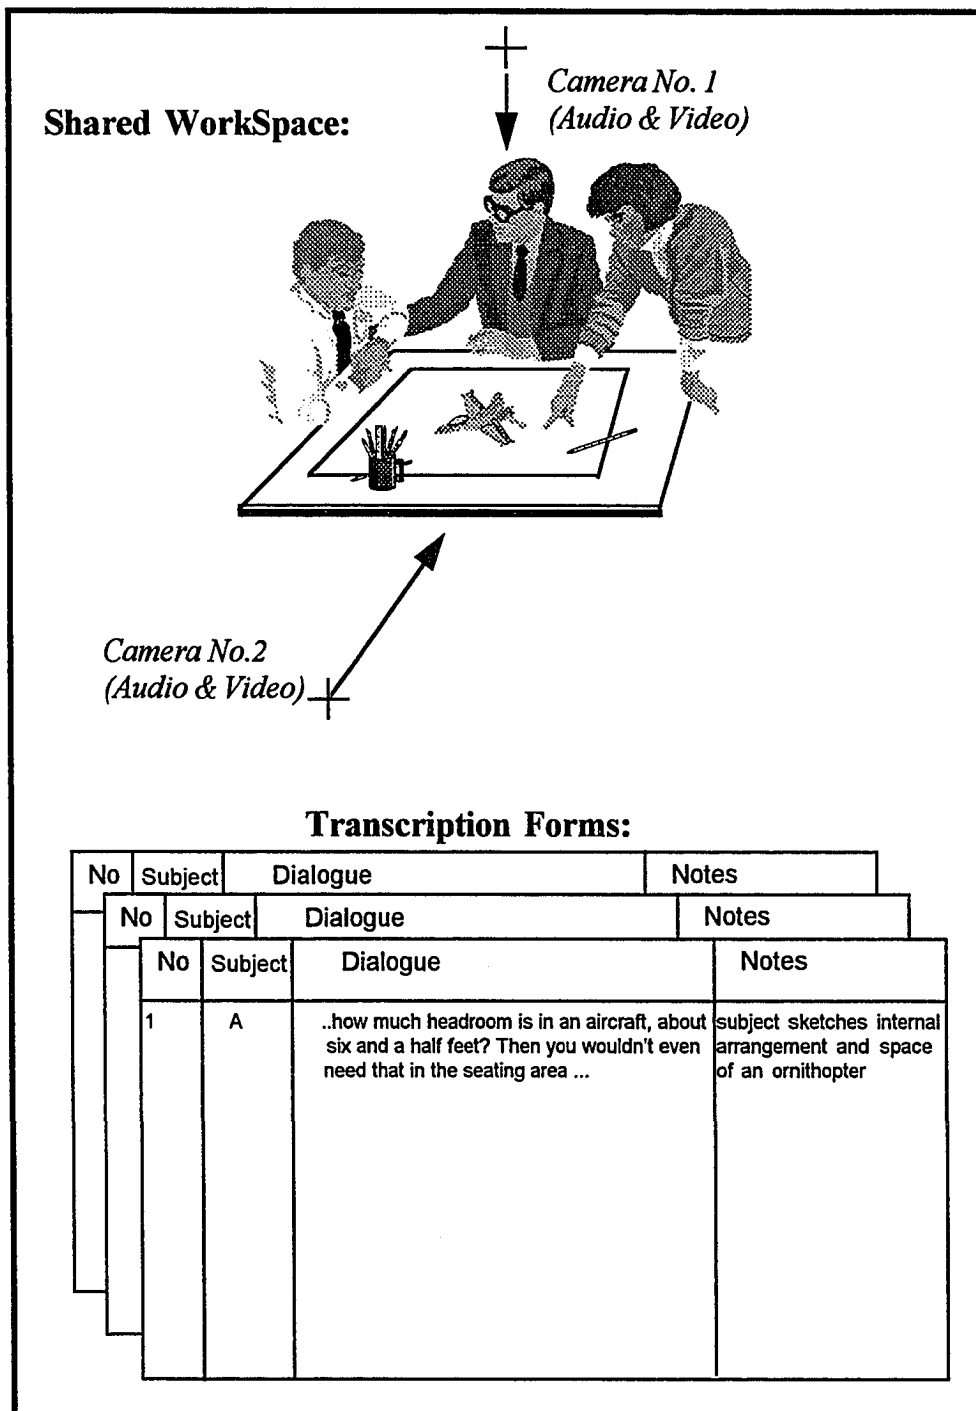 Camera No. 1
(Audio & Video)
Shared WorkSpace:
Camera No.2
(Audio & Video)
Transcription Forms:
No Subject Dialogue Notes
No Subject Dialogue Notes
No Subject Dialogue Notes
1 A ..how much headroom is in an aircraft, about subject sketches internal
six and a half feet? Then you wouldn't even arrangement and space
need that in the seating area ... of an ornithopter